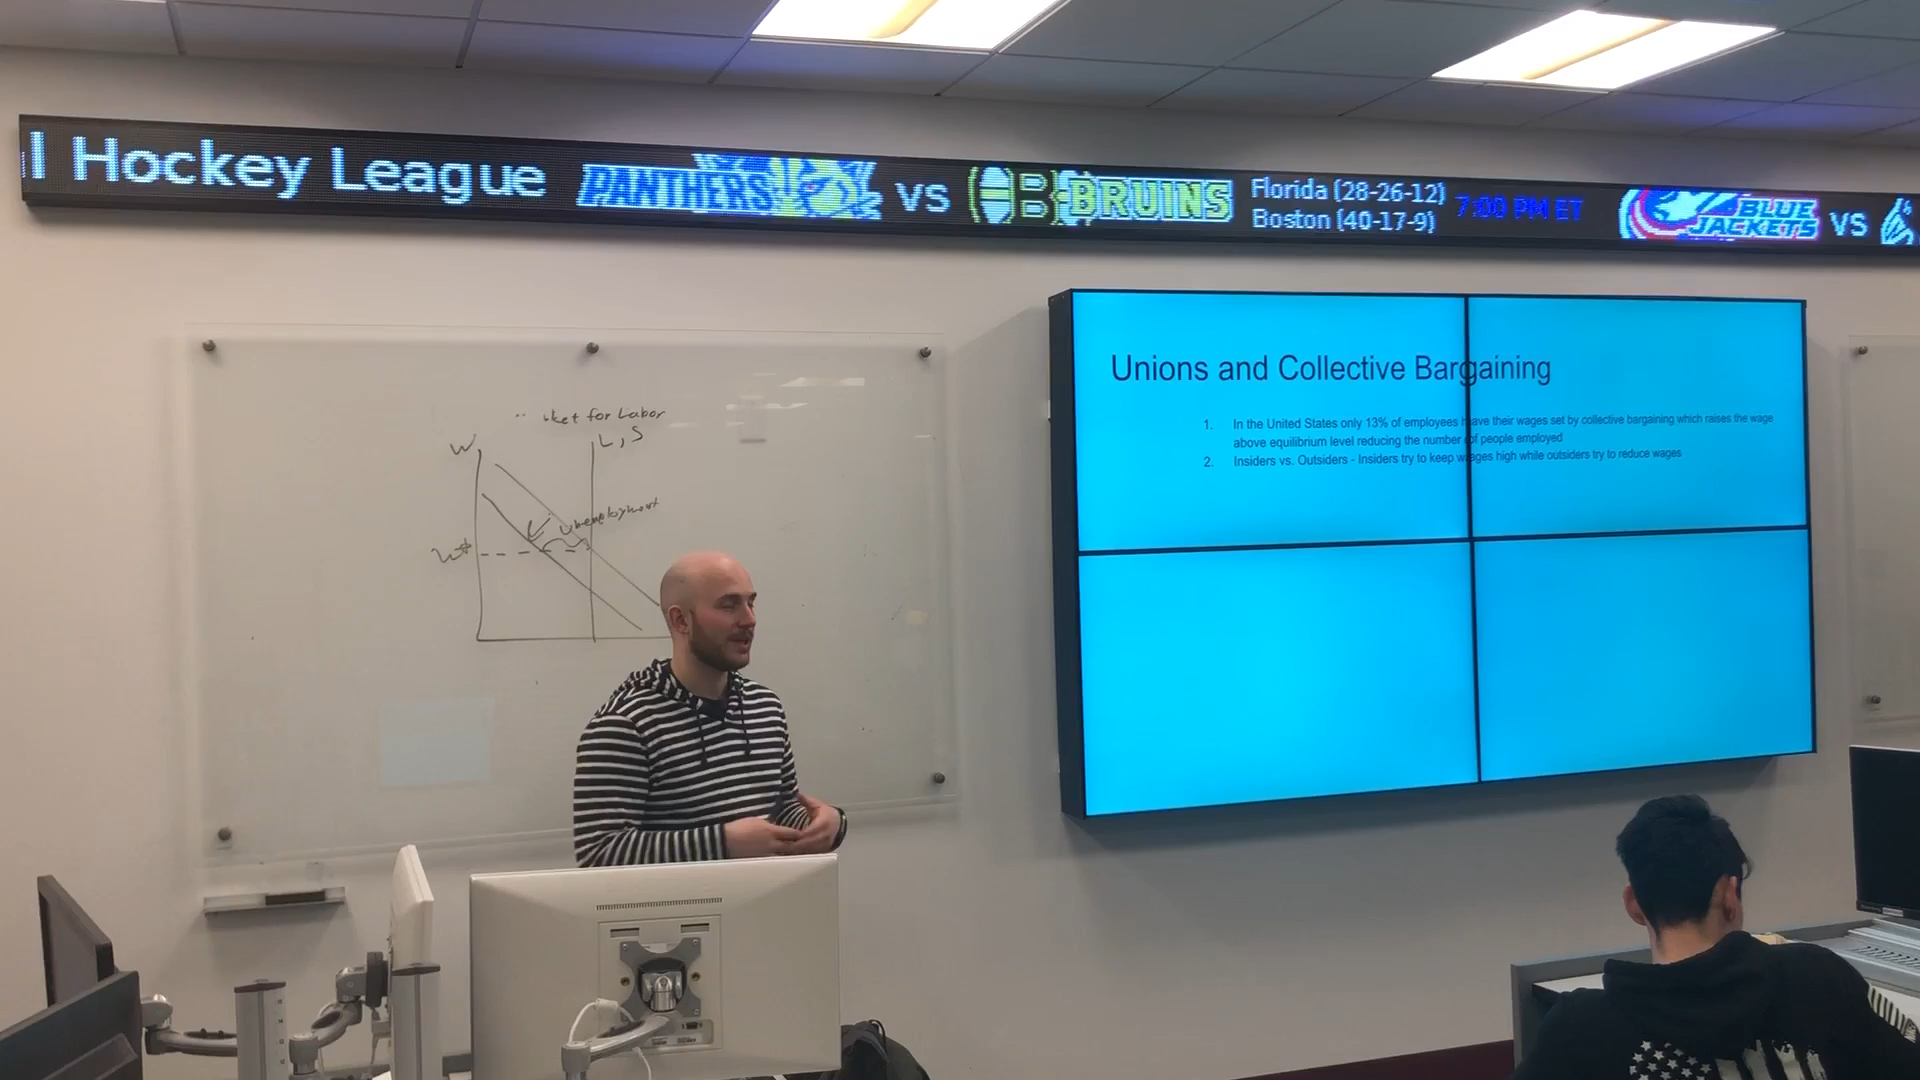 l Hockey League
PANTHERS
vs
B
BRUINS
Florida (28-26-12)
Boston (40-17-9)
7:00 PM ET
BLUE
JACKETS
vs
Unions and Collective Bargaining
1. In the United States only 13% of employees have their wages set by collective bargaining which raises the wage
above equilibrium level reducing the number of people employed
2. Insiders vs. Outsiders - Insiders try to keep wages high while outsiders try to reduce wages
for Labor
W
L, S
Unemployment
W*